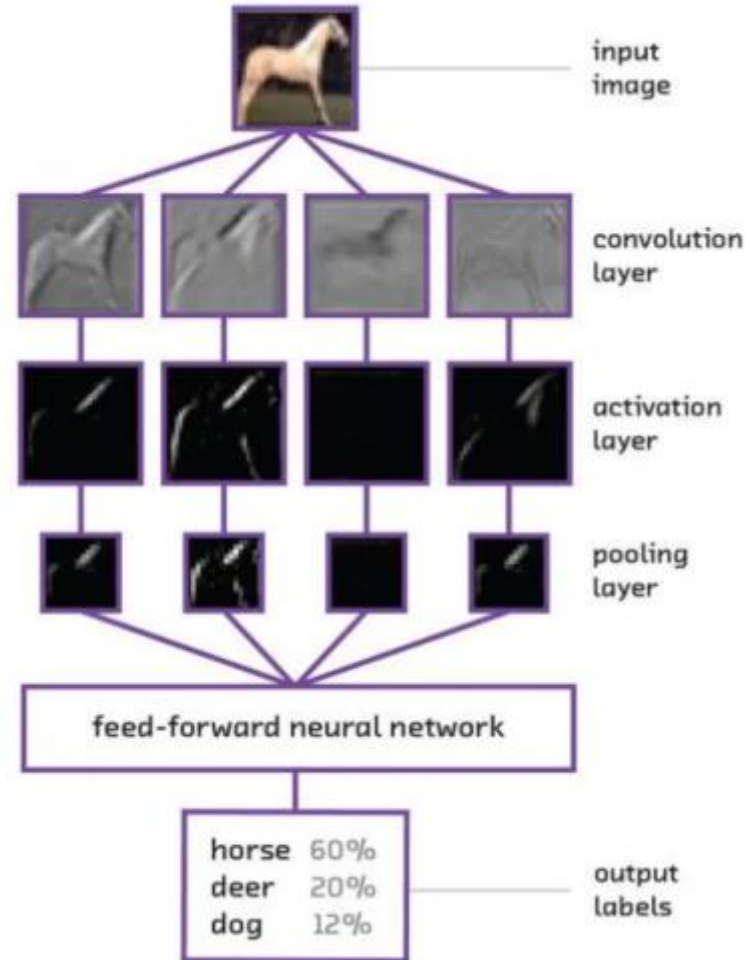 input
image
convolution
layer
activation
layer
pooling
layer
feed-forward neural network
horse 60%
deer 20%
dog 12%
output
labels